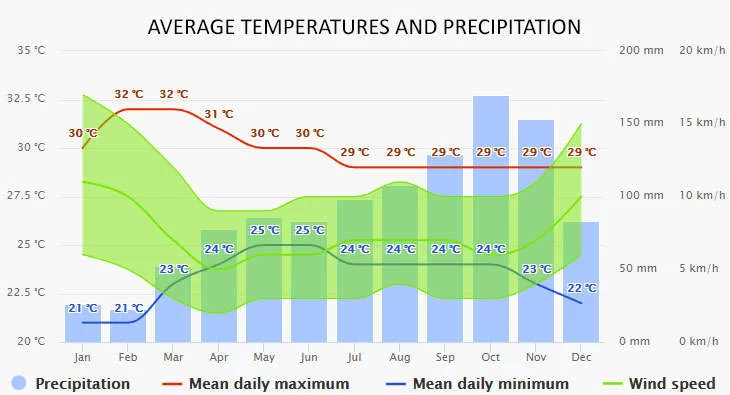 AVERAGE TEMPERATURES AND PRECIPITATION
35 °C 200 mm 20 km/h
32.5 °C 32 °C 32 °C
31 °C
30 °C 30 °C 30 °C 30 °C 29 °C 29 °C 29 °C 29 °C 29 °C 29 °C 150 mm 15 km/h
27.5 °C 100 mm 10 km/h
25 °C 24 °C 25 °C 25 °C 24 °C 24 °C 24 °C 24 °C 50 mm 5 km/h
23 °C 23 °C
22.5 °C 22 °C
21 °C 21 °C
20 °C 0 mm 0 km/h
Jan Feb Mar Apr May Jun Jul Aug Sep Oct Nov Dec
Precipitation Mean daily maximum Mean daily minimum Wind speed